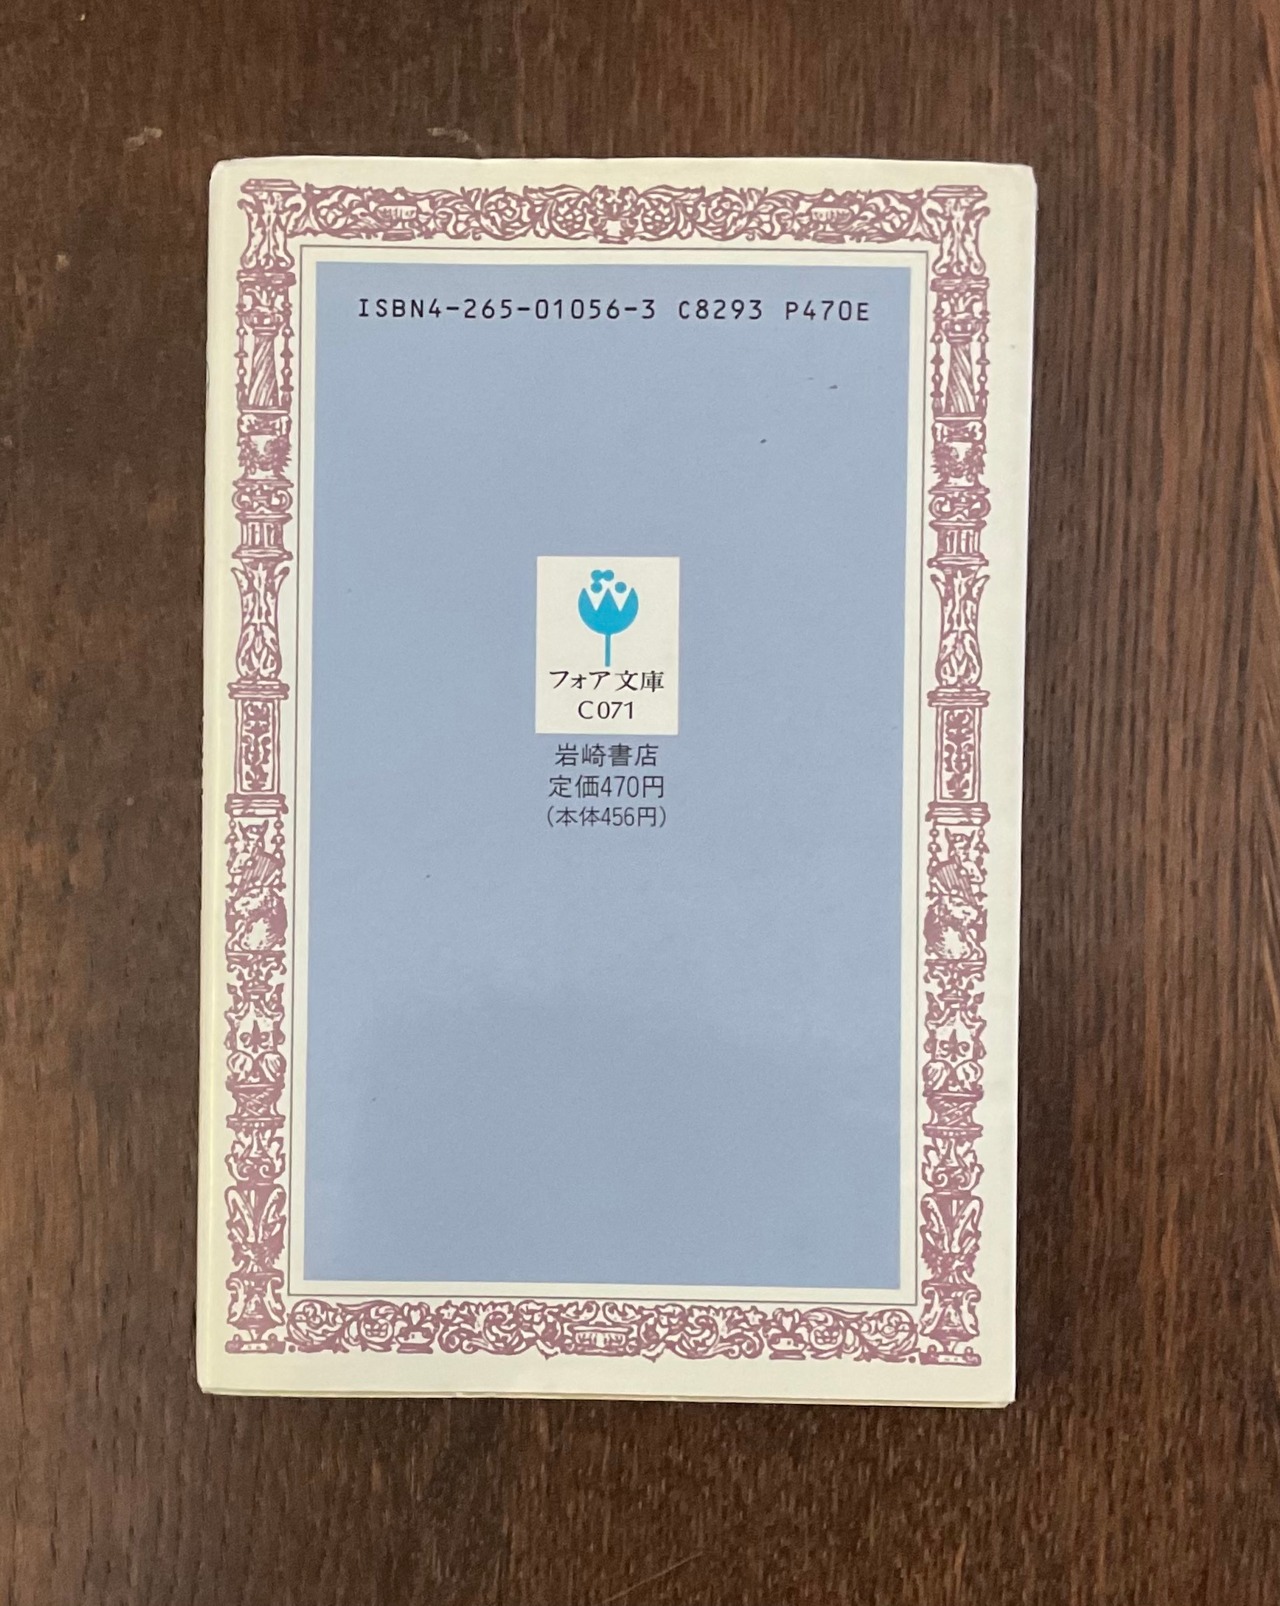 ISBN4-265-01056-3 C8293 P470E
フォア文庫
C071
岩崎書店
定価470円
(本体456円)